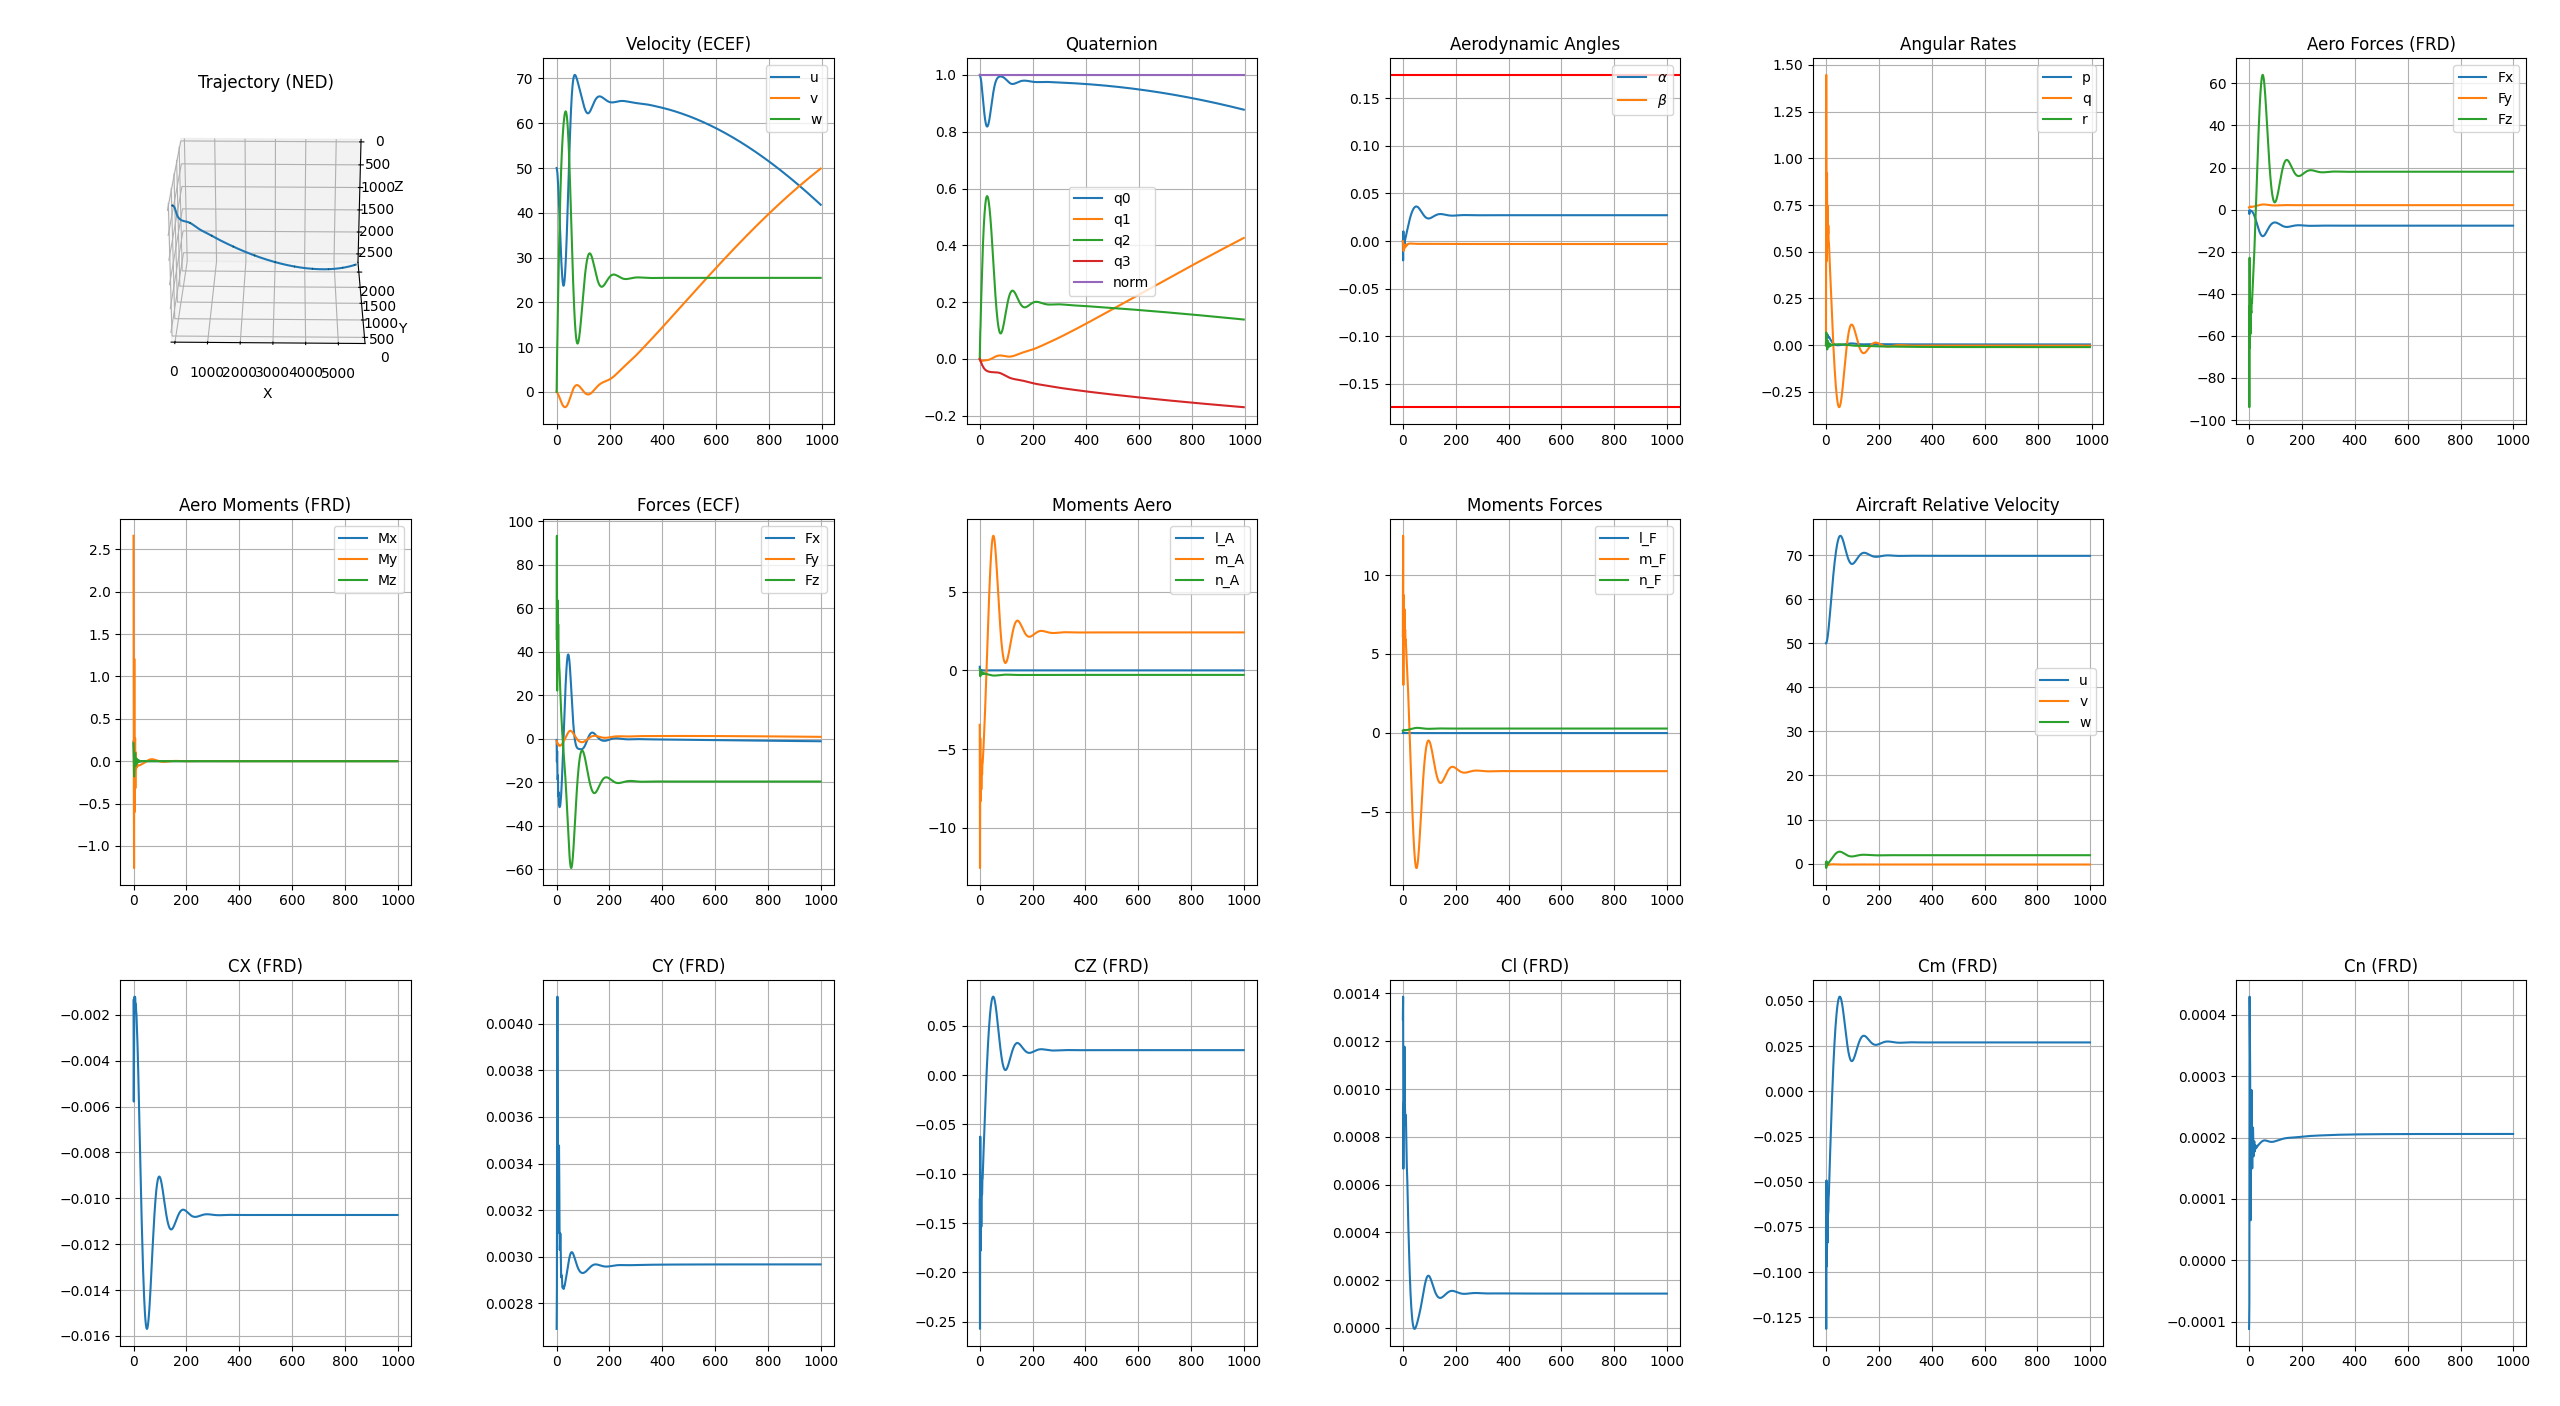 Trajectory (NED)
0
500
1000
Z
1500
2000
2500
2000
1500
1000
Y
500
0
0 1000 2000 3000 4000 5000
X
Velocity (ECEF)
70
60
50
40
30
20
10
0
0 200 400 600 800 1000
u
v
w
Quaternion
1.0
0.8
0.6
0.4
0.2
0.0
−0.2
0 200 400 600 800 1000
q0
q1
q2
q3
norm
Aerodynamic Angles
0.15
0.10
0.05
0.00
−0.05
−0.10
−0.15
0 200 400 600 800 1000
α
β
Angular Rates
1.50
1.25
1.00
0.75
0.50
0.25
0.00
−0.25
0 200 400 600 800 1000
p
q
r
Aero Forces (FRD)
60
40
20
0
−20
−40
−60
−80
−100
0 200 400 600 800 1000
Fx
Fy
Fz
Aero Moments (FRD)
2.5
2.0
1.5
1.0
0.5
0.0
−0.5
−1.0
0 200 400 600 800 1000
Mx
My
Mz
Forces (ECF)
100
80
60
40
20
0
−20
−40
−60
0 200 400 600 800 1000
Fx
Fy
Fz
Moments Aero
5
0
−5
−10
0 200 400 600 800 1000
l_A
m_A
n_A
Moments Forces
10
5
0
−5
0 200 400 600 800 1000
l_F
m_F
n_F
Aircraft Relative Velocity
70
60
50
40
30
20
10
0
0 200 400 600 800 1000
u
v
w
CX (FRD)
−0.002
−0.004
−0.006
−0.008
−0.010
−0.012
−0.014
−0.016
0 200 400 600 800 1000
CY (FRD)
0.0040
0.0038
0.0036
0.0034
0.0032
0.0030
0.0028
0 200 400 600 800 1000
CZ (FRD)
0.05
0.00
−0.05
−0.10
−0.15
−0.20
−0.25
0 200 400 600 800 1000
Cl (FRD)
0.0014
0.0012
0.0010
0.0008
0.0006
0.0004
0.0002
0.0000
0 200 400 600 800 1000
Cm (FRD)
0.050
0.025
0.000
−0.025
−0.050
−0.075
−0.100
−0.125
0 200 400 600 800 1000
Cn (FRD)
0.0004
0.0003
0.0002
0.0001
0.0000
−0.0001
0 200 400 600 800 1000